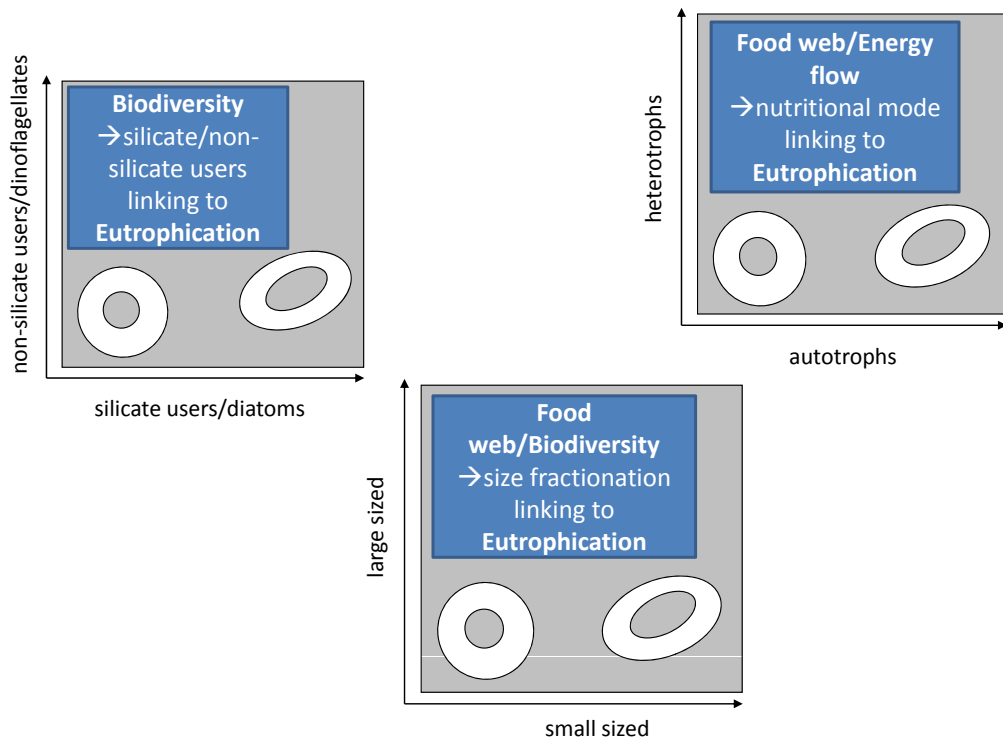 non-silicate users/dinoflagellates
Biodiversity
→silicate/non-
silicate users
linking to
Eutrophication
silicate users/diatoms
heterotrophs
Food web/Energy
flow
→nutritional mode
linking to
Eutrophication
autotrophs
large sized
Food
web/Biodiversity
→size fractionation
linking to
Eutrophication
small sized